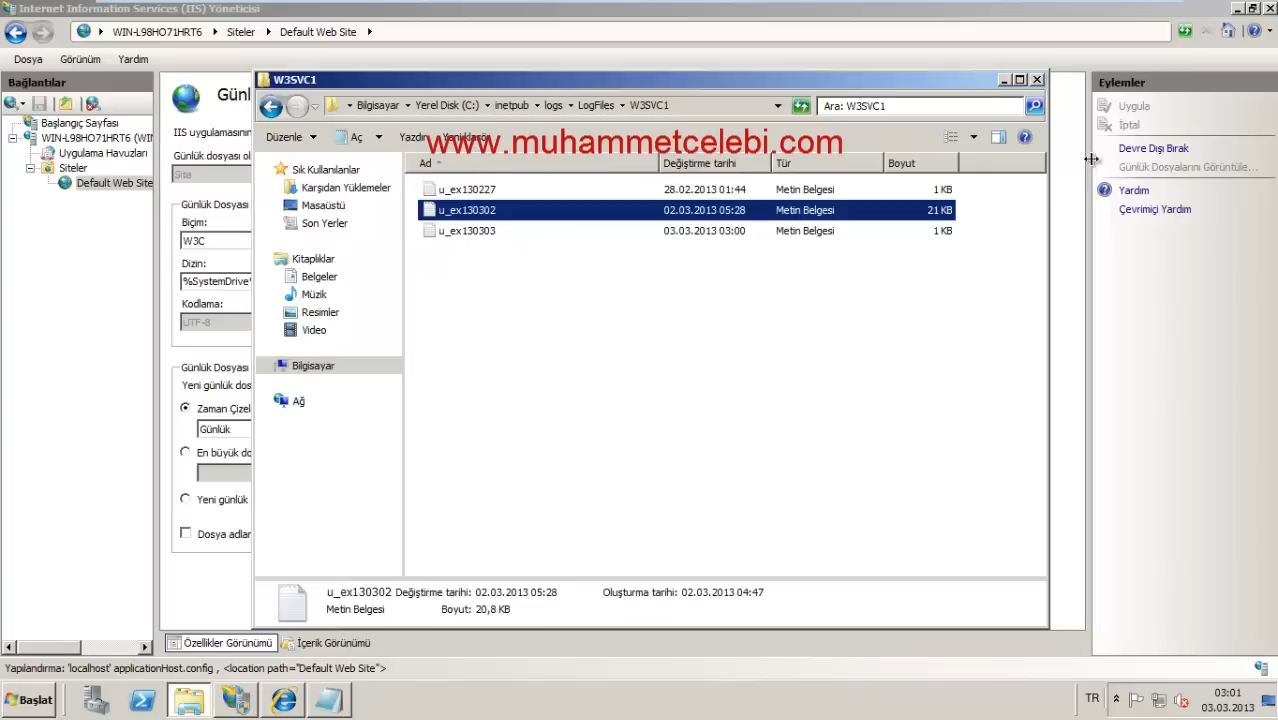 Internet Information Services (IIS) Yöneticisi
WIN-L98HO71HRT6 Siteler Default Web Site
Dosya Görünüm Yardım
Bağlantılar
Başlangıç Sayfası
WIN-L98HO71HRT6 (WIN
Uygulama Havuzları
Siteler
Default Web Site
Günl
IIS uygulamasının
Günlük dosyası ol
Site
Günlük Dosyası
Biçim:
W3C
Dizin:
%SystemDrive%
Kodlama:
UTF-8
Günlük Dosyası
Yeni günlük dos
Zaman Çizel
Günlük
En büyük do
Yeni günlük
Dosya adlar
W3SVC1
Bilgisayar Yerel Disk (C:) inetpub logs LogFiles W3SVC1
Ara: W3SVC1
Düzenle Aç Yazdır Yeni klasör
www.muhammetcelebi.com
Sık Kullanılanlar
Karşıdan Yüklemeler
Masaüstü
Son Yerler
Kitaplıklar
Belgeler
Müzik
Resimler
Video
Bilgisayar
Ağ
Ad Değiştirme tarihi Tür Boyut
u_ex130227 28.02.2013 01:44 Metin Belgesi 1 KB
u_ex130302 02.03.2013 05:28 Metin Belgesi 21 KB
u_ex130303 03.03.2013 03:00 Metin Belgesi 1 KB
u_ex130302 Değiştirme tarihi: 02.03.2013 05:28 Oluşturma tarihi: 02.03.2013 04:47
Metin Belgesi Boyut: 20,8 KB
Eylemler
Uygula
İptal
Devre Dışı Bırak
Günlük Dosyalarını Görüntüle...
Yardım
Çevrimiçi Yardım
Özellikler Görünümü İçerik Görünümü
Yapılandırma: 'localhost' applicationHost.config , <location path="Default Web Site">
Başlat
TR
03:01
03.03.2013